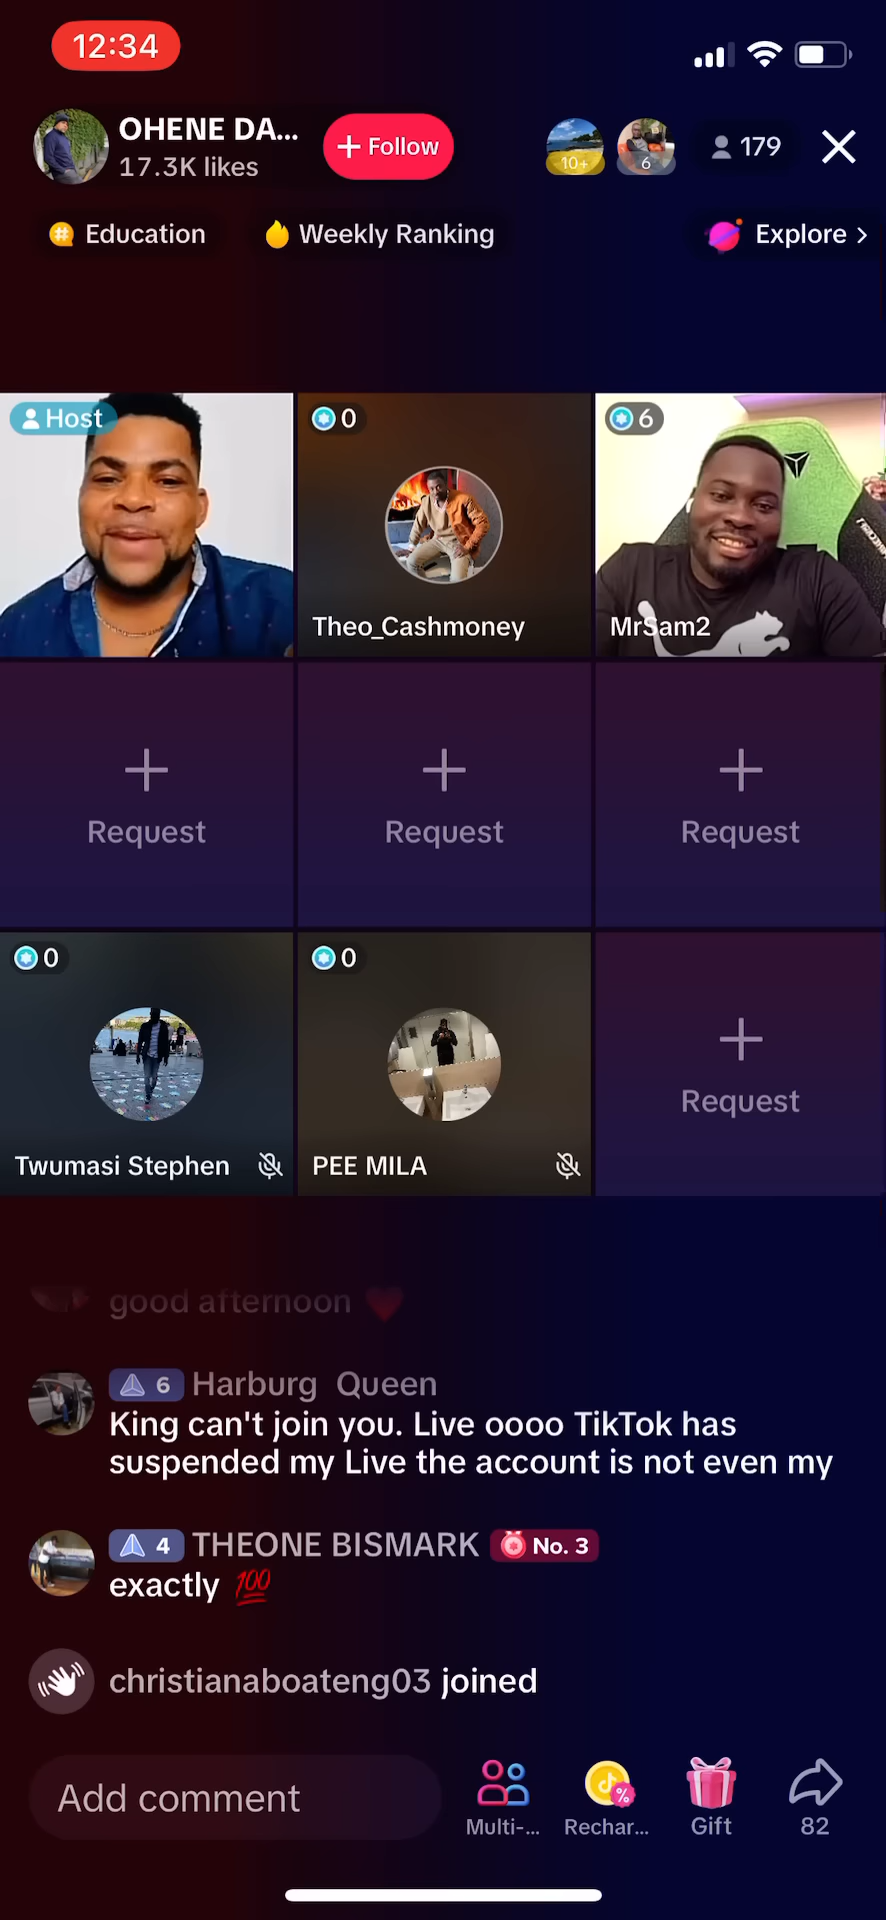 12:34
OHENE DA...
17.3K likes
+ Follow
10+
6
179
Education
Weekly Ranking
Explore >
Host
0
6
Theo_Cashmoney
MrSam2
Request
Request
Request
0
0
Twumasi Stephen
PEE MILA
Request
good afternoon ❤️
6 Harburg Queen
King can't join you. Live oooo TikTok has
suspended my Live the account is not even my
4 THEONE BISMARK No. 3
exactly 💯
christianaboateng03 joined
Add comment
Multi-...
Rechar...
Gift
82